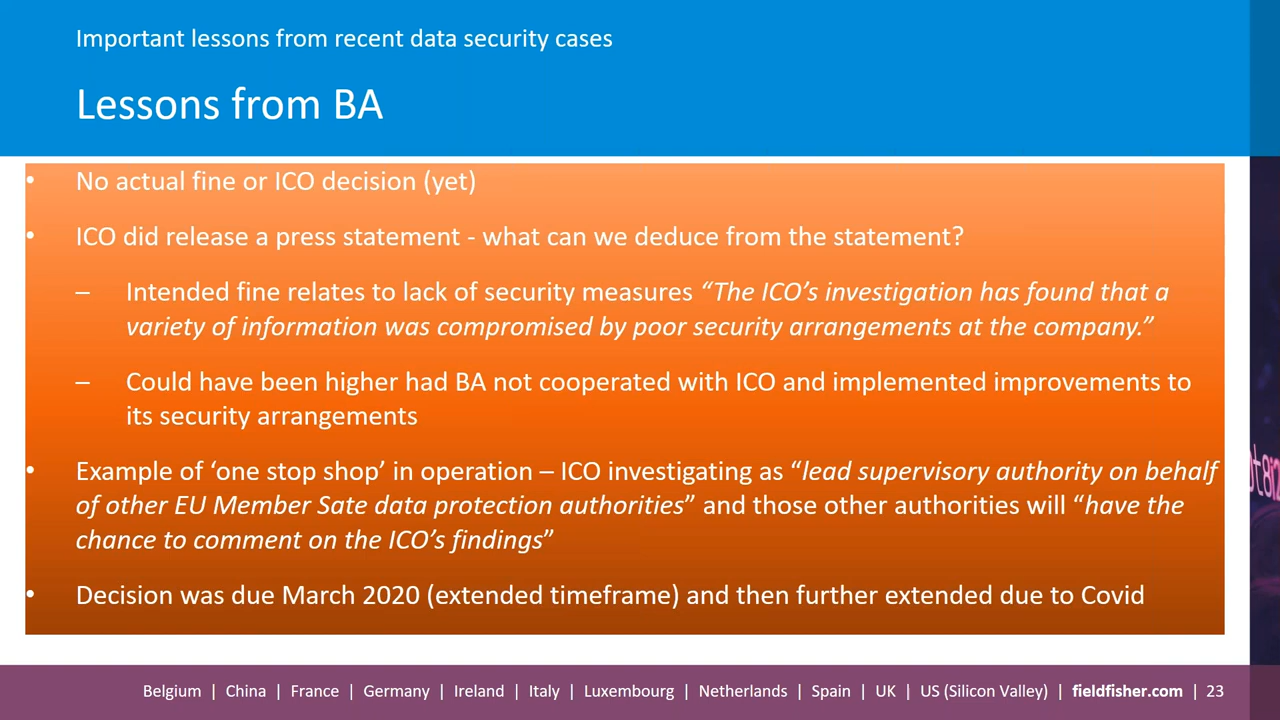 Important lessons from recent data security cases
Lessons from BA
• No actual fine or ICO decision (yet)
• ICO did release a press statement - what can we deduce from the statement?
– Intended fine relates to lack of security measures “The ICO’s investigation has found that a
variety of information was compromised by poor security arrangements at the company.”
– Could have been higher had BA not cooperated with ICO and implemented improvements to
its security arrangements
• Example of ‘one stop shop’ in operation – ICO investigating as “lead supervisory authority on behalf
of other EU Member Sate data protection authorities” and those other authorities will “have the
chance to comment on the ICO’s findings”
• Decision was due March 2020 (extended timeframe) and then further extended due to Covid
Belgium | China | France | Germany | Ireland | Italy | Luxembourg | Netherlands | Spain | UK | US (Silicon Valley) | fieldfisher.com | 23